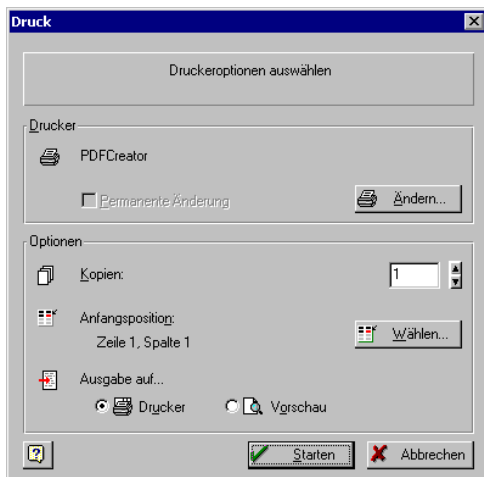 Druck
Druckeroptionen auswählen
Drucker
PDFCreator
Permanente Änderung
Ändern...
Optionen
Kopien:
1
Anfangsposition:
Zeile 1, Spalte 1
Wählen...
Ausgabe auf...
Drucker Vorschau
Starten Abbrechen